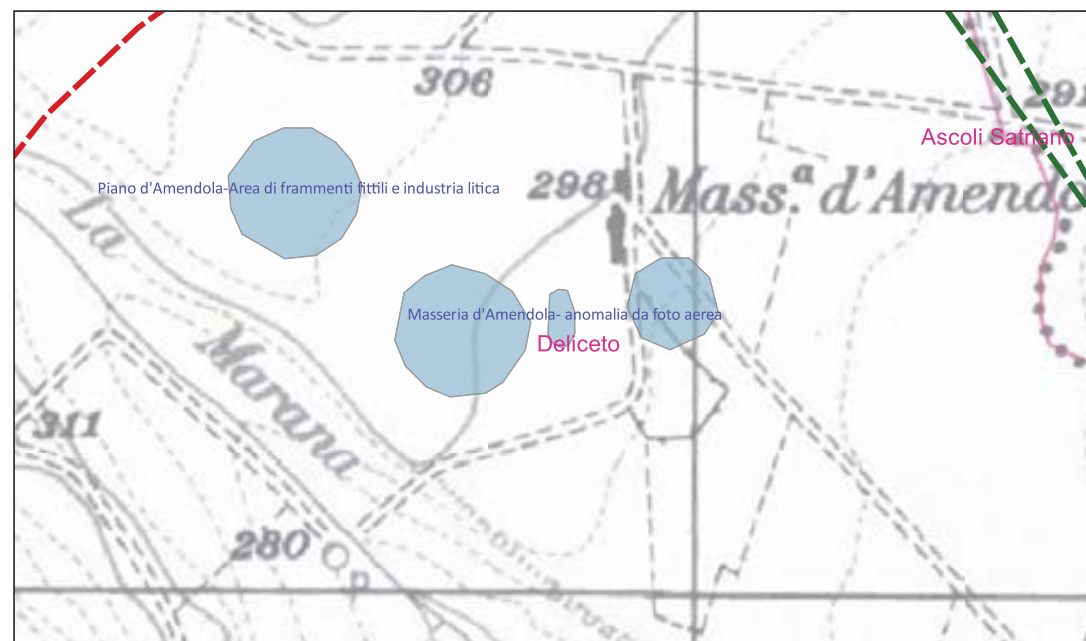 306
291
Ascoli Satriano
Piano d'Amendola-Area di frammenti fittili e industria litica
298
Mass.ª d'Amendo
La
Masseria d'Amendola- anomalia da foto aerea
Deliceto
Marana
311
280